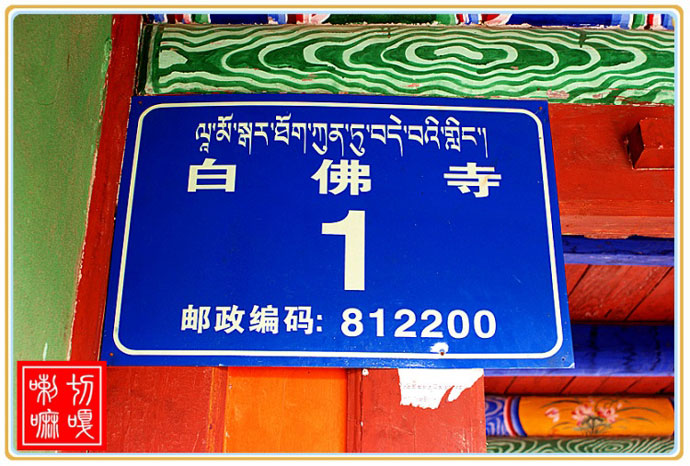 ལྷ་མོ་སྐར་ཐོག་ཀུན་ཏུ་བདེ་བའི་གླིང་།
白佛寺
1
邮政编码: 812200
切嘎
喇嘛